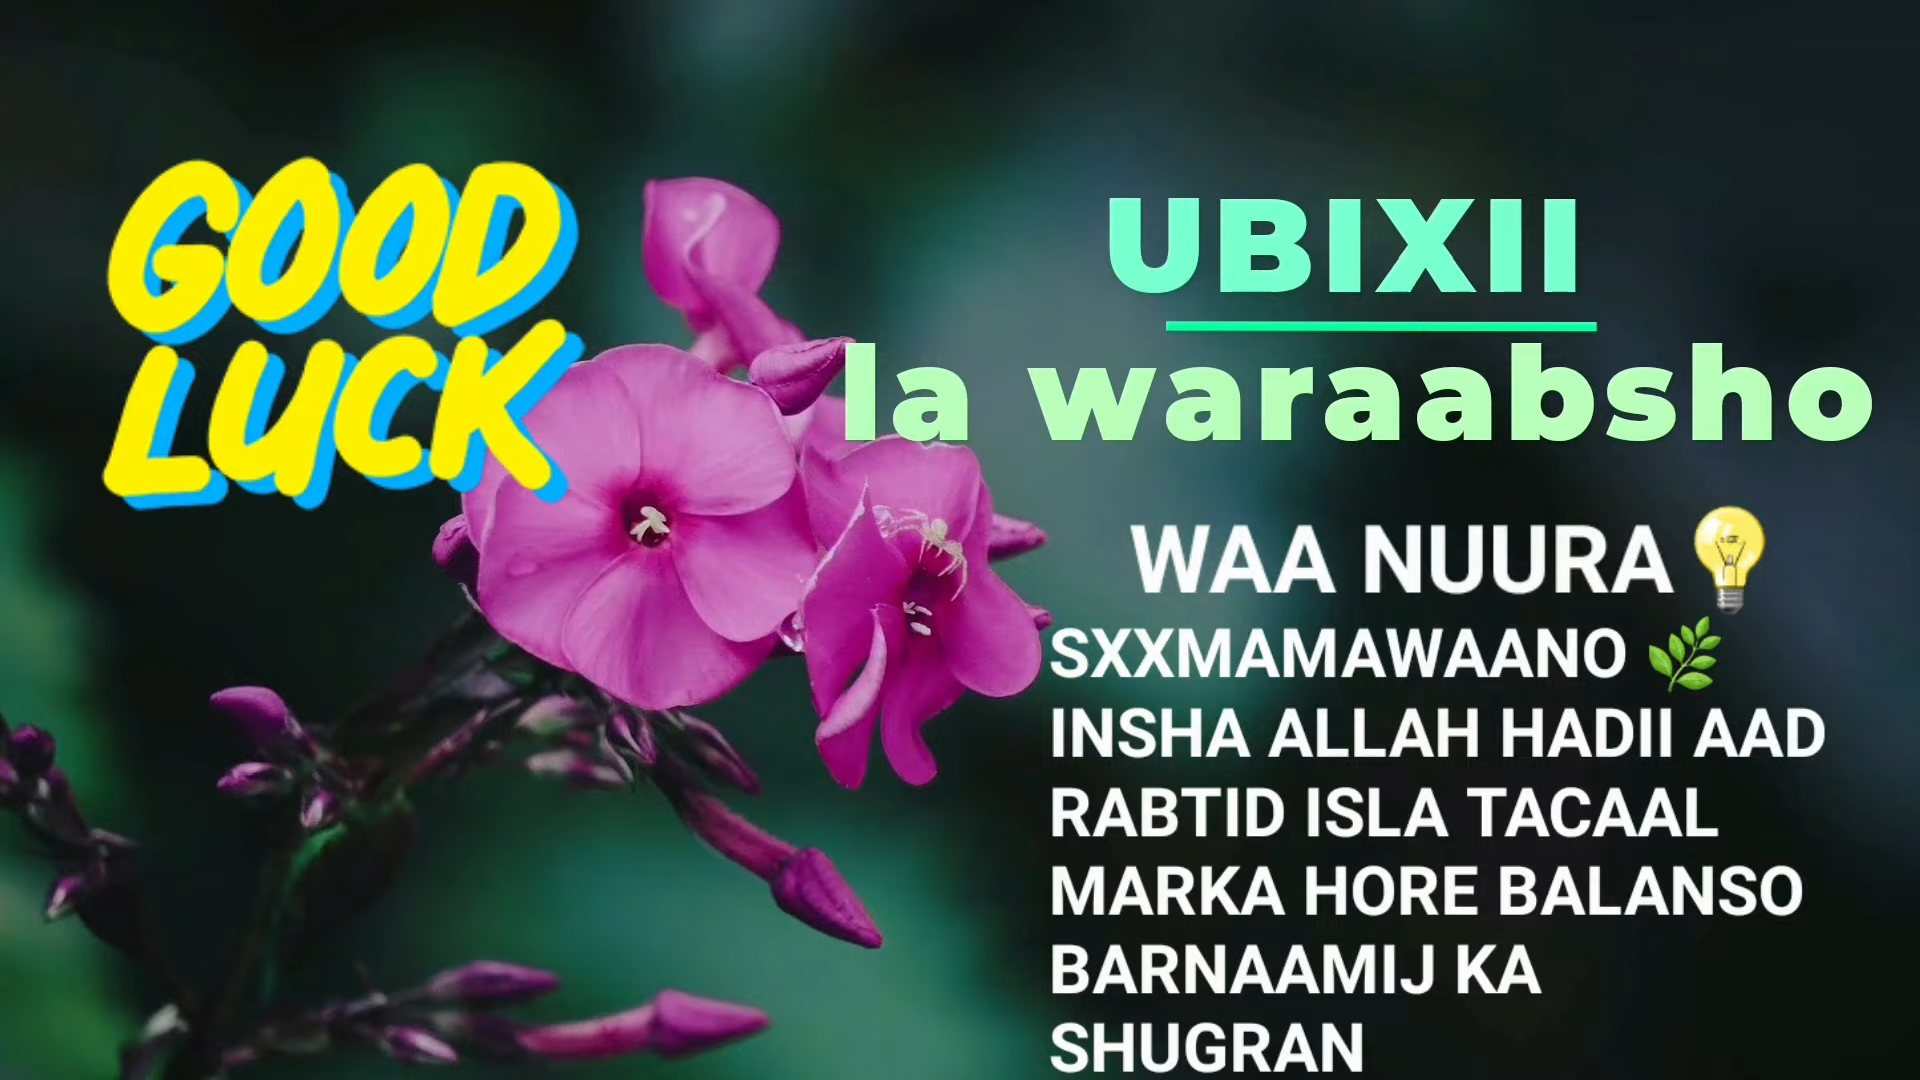 GOOD
LUCK
UBIXII
la waraabsho
WAA NUURA💡
SXXMAMAWAANO 🌿
INSHA ALLAH HADII AAD
RABTID ISLA TACAAL
MARKA HORE BALANSO
BARNAAMIJ KA
SHUGRAN